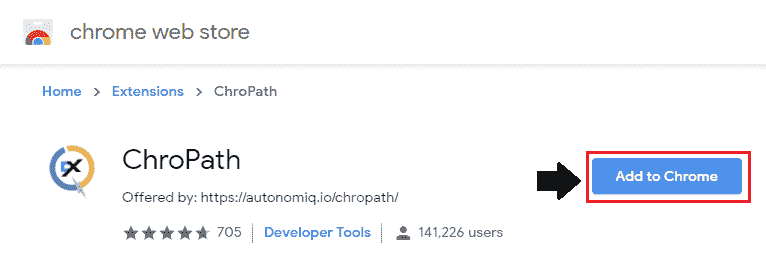 chrome web store
Home > Extensions > ChroPath
ChroPath
Add to Chrome
Offered by: https://autonomiq.io/chropath/
705 Developer Tools 141,226 users